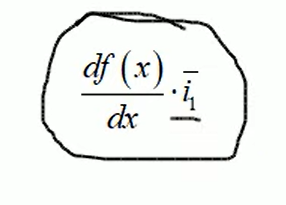 df(x)/dx · i̅₁